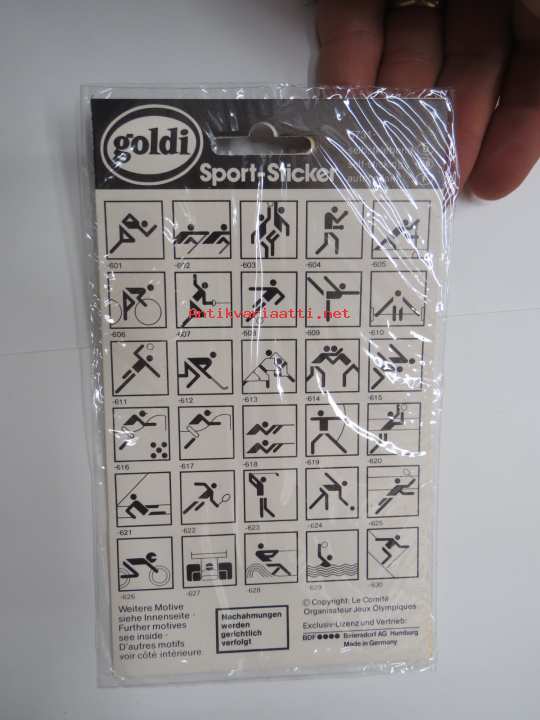 goldi
Sport-Sticker
-601 -602 -603 -604 -605
-606 -607 -608 -609 -610
Antikvariaatti.net
-611 -612 -613 -614 -615
-616 -617 -618 -619 -620
-621 -622 -623 -624 -625
-626 -627 -628 -629 -630
Weitere Motive
siehe Innenseite ·
Further motives
see inside ·
D'autres motifs
voir côté intérieure.
Nachahmungen
werden
gerichtlich
verfolgt
© Copyright: Le Comité
Organisateur Jeux Olympiques
Exclusiv-Lizenz und Vertrieb:
BDF●●●● Beiersdorf AG Hamburg
Made in Germany